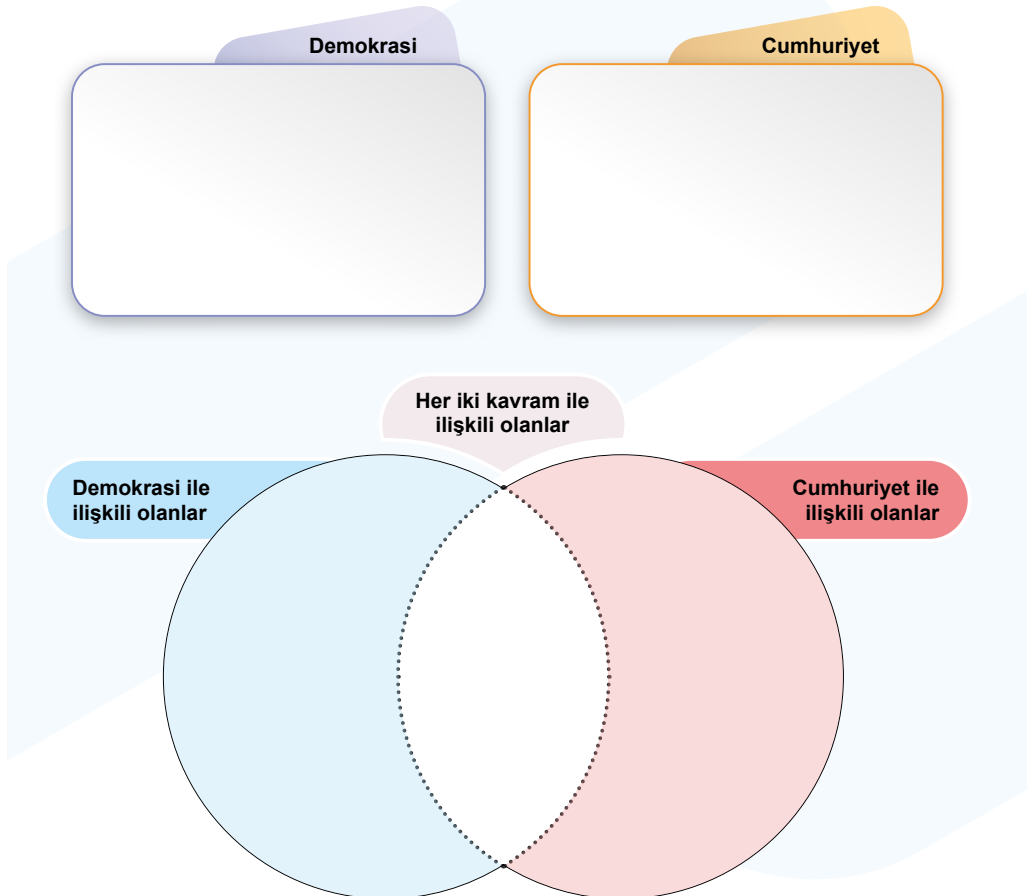 Demokrasi
Cumhuriyet
Her iki kavram ile
ilişkili olanlar
Demokrasi ile
ilişkili olanlar
Cumhuriyet ile
ilişkili olanlar